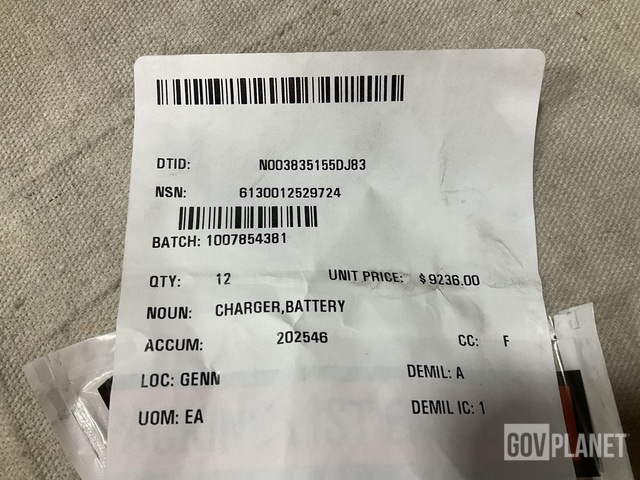 DTID: N003835155DJ83
NSN: 6130012529724
BATCH: 1007854381
QTY: 12 UNIT PRICE: $9236.00
NOUN: CHARGER,BATTERY
ACCUM: 202546 CC: F
LOC: GENN DEMIL: A
UOM: EA DEMIL IC: 1
GOVPLANET